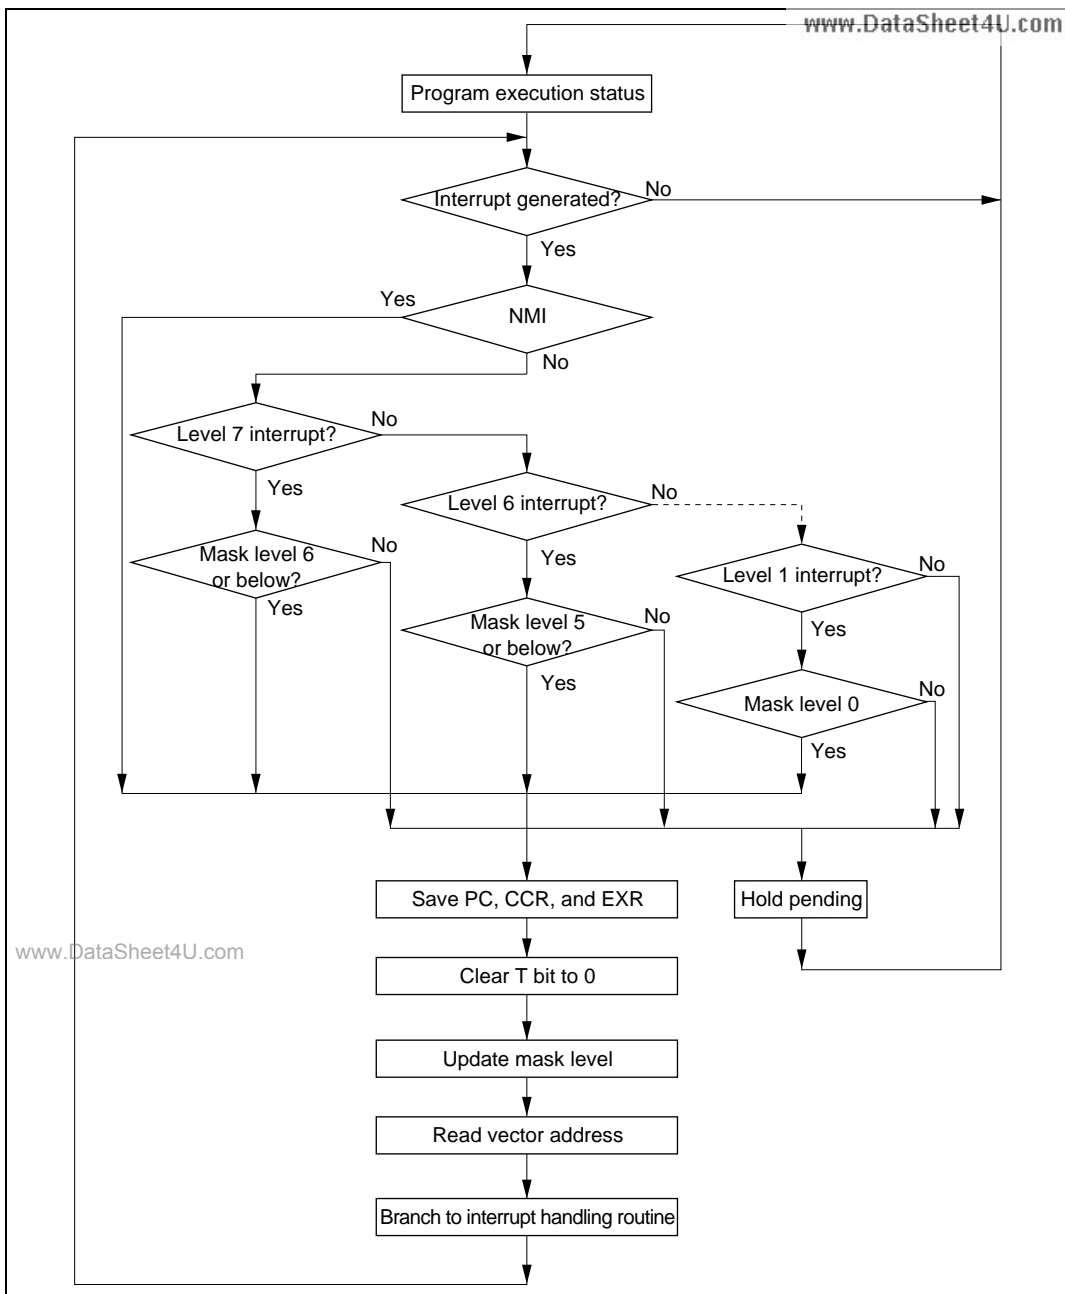 www.DataSheet4U.com
Program execution status
Interrupt generated?
No
Yes
Yes
NMI
No
Level 7 interrupt?
No
Yes
Level 6 interrupt?
No
Mask level 6
or below?
No
Yes
Yes
Level 1 interrupt?
No
Mask level 5
or below?
No
Yes
Yes
Mask level 0
No
Yes
Save PC, CCR, and EXR
Hold pending
www.DataSheet4U.com
Clear T bit to 0
Update mask level
Read vector address
Branch to interrupt handling routine